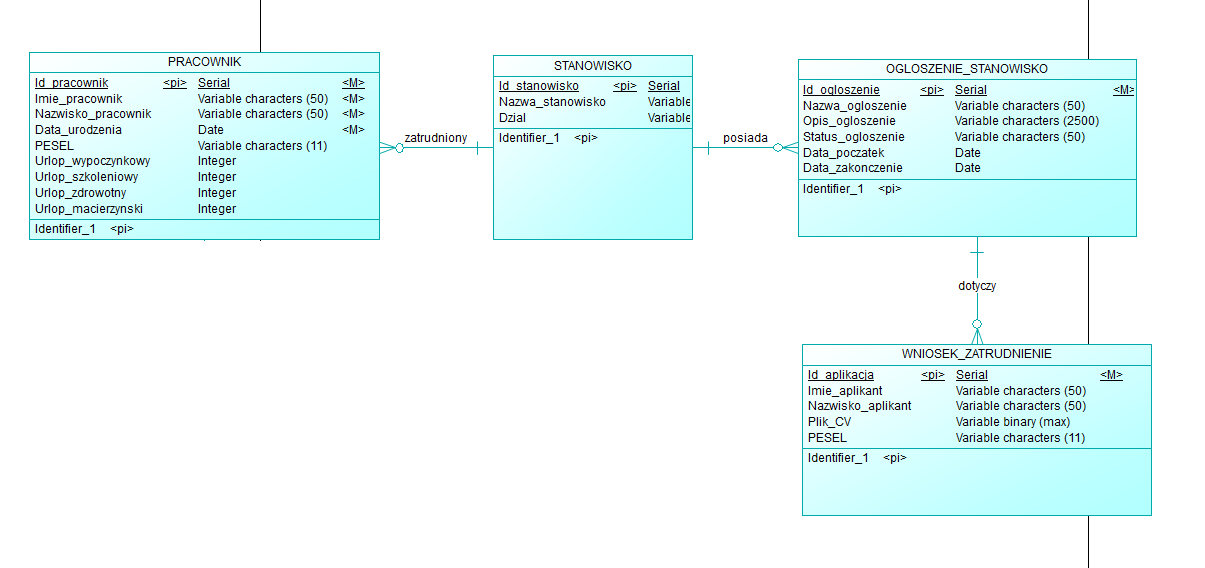 PRACOWNIK
Id_pracownik <pi> Serial <M>
Imie_pracownik Variable characters (50) <M>
Nazwisko_pracownik Variable characters (50) <M>
Data_urodzenia Date <M>
PESEL Variable characters (11)
Urlop_wypoczynkowy Integer
Urlop_szkoleniowy Integer
Urlop_zdrowotny Integer
Urlop_macierzynski Integer
Identifier_1 <pi>
zatrudniony
STANOWISKO
Id_stanowisko <pi> Serial
Nazwa_stanowisko Variable
Dzial Variable
Identifier_1 <pi>
posiada
OGLOSZENIE_STANOWISKO
Id_ogloszenie <pi> Serial <M>
Nazwa_ogloszenie Variable characters (50)
Opis_ogloszenie Variable characters (2500)
Status_ogloszenie Variable characters (50)
Data_poczatek Date
Data_zakonczenie Date
Identifier_1 <pi>
dotyczy
WNIOSEK_ZATRUDNIENIE
Id_aplikacja <pi> Serial <M>
Imie_aplikant Variable characters (50)
Nazwisko_aplikant Variable characters (50)
Plik_CV Variable binary (max)
PESEL Variable characters (11)
Identifier_1 <pi>